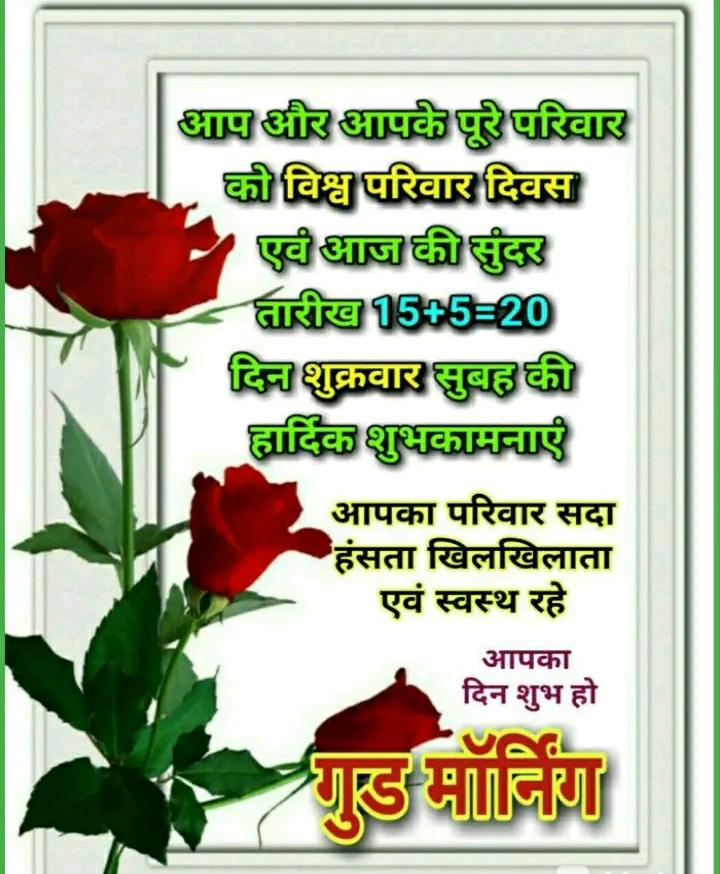 आप और आपके पूरे परिवार
को विश्व परिवार दिवस
एवं आज की सुंदर
तारीख 15+5=20
दिन शुक्रवार सुबह की
हार्दिक शुभकामनाएं
आपका परिवार सदा
हंसता खिलखिलाता
एवं स्वस्थ रहे
आपका
दिन शुभ हो
गुड मॉर्निंग